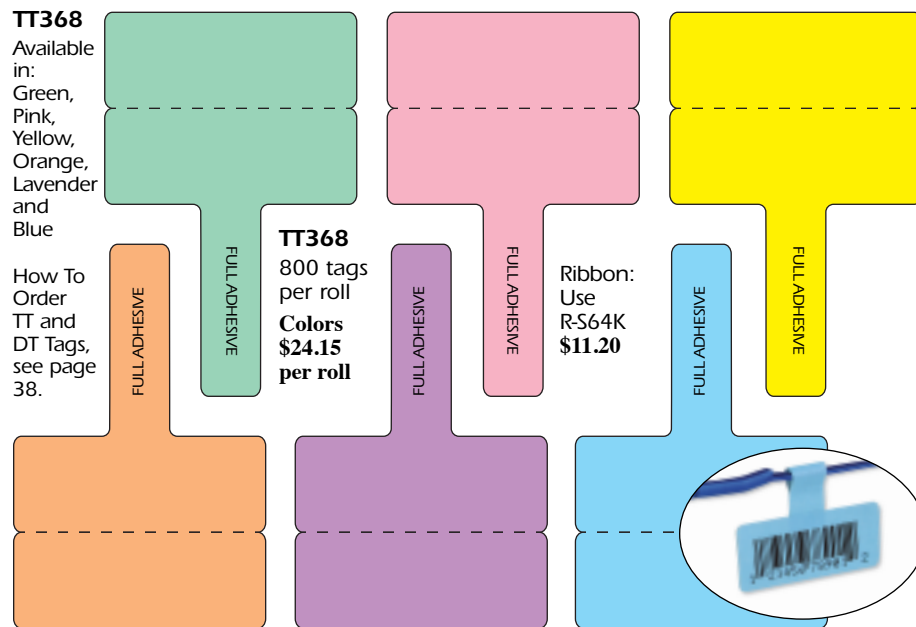 TT368
Available
in:
Green,
Pink,
Yellow,
Orange,
Lavender
and
Blue
How To
Order
TT and
DT Tags,
see page
38.
FULL ADHESIVE
TT368
800 tags
per roll
Colors
$24.15
per roll
FULL ADHESIVE
Ribbon:
Use
R-S64K
$11.20
FULL ADHESIVE
FULL ADHESIVE
FULL ADHESIVE
FULL ADHESIVE